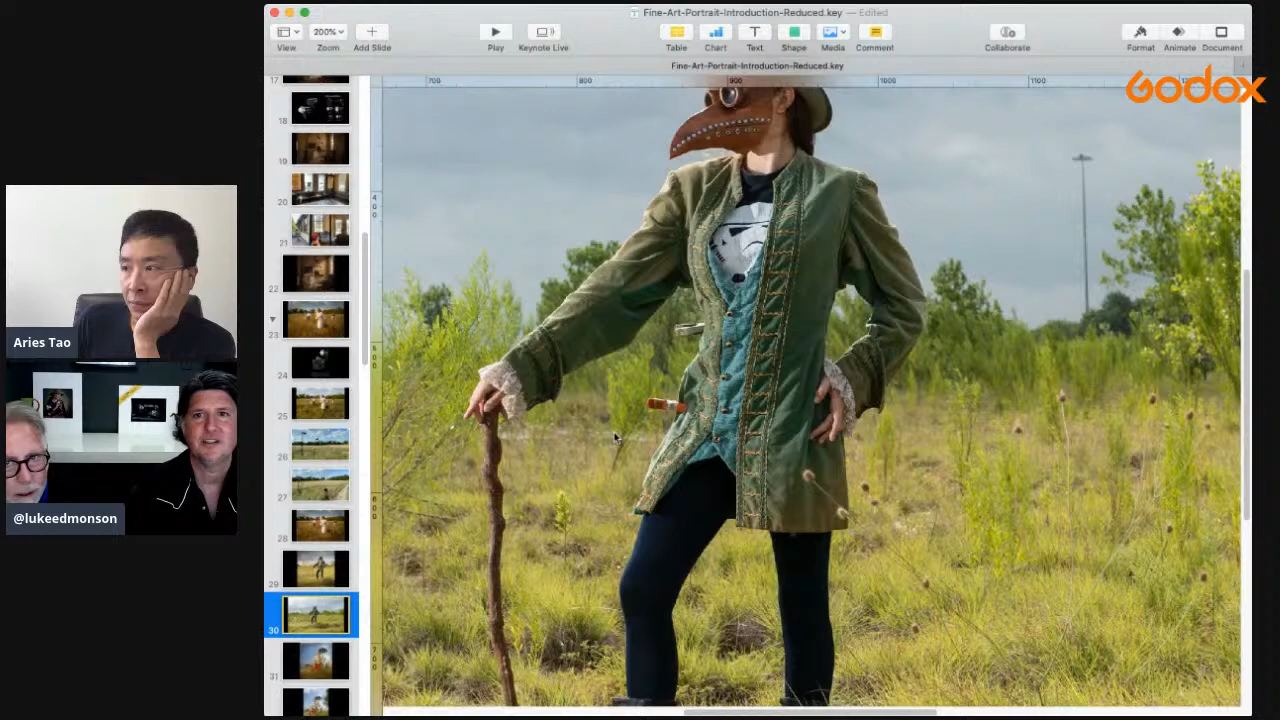 Fine-Art-Portrait-Introduction-Reduced.key — Edited
200%
View
Zoom
Add Slide
Play
Keynote Live
Table
Chart
Text
Shape
Media
Comment
Collaborate
Format
Animate
Document
Fine-Art-Portrait-Introduction-Reduced.key
GODOX
700
800
900
1000
1100
17
18
19
20
21
22
23
24
25
26
27
28
29
30
31
Aries Tao
@lukeedmonson